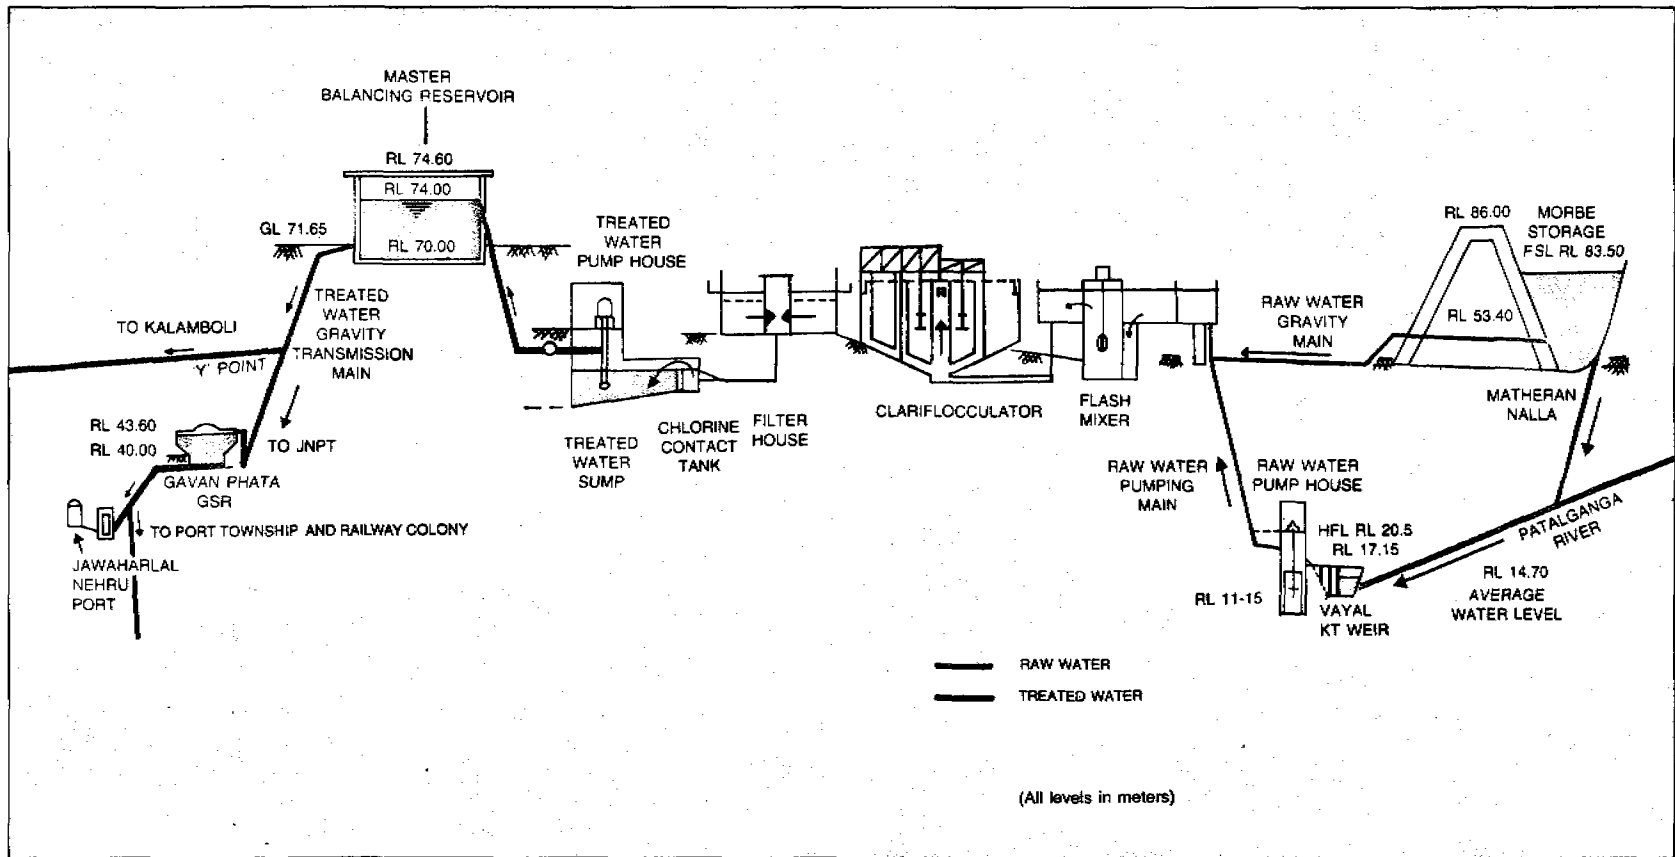 MASTER
BALANCING RESERVOIR
RL 74.60
RL 74.00
GL 71.65
RL 70.00
TREATED
WATER
PUMP HOUSE
TREATED
WATER
GRAVITY
TRANSMISSION
MAIN
TO KALAMBOLI
'Y' POINT
RL 43.60
RL 40.00
TO JNPT
GAVAN PHATA
GSR
TO PORT TOWNSHIP AND RAILWAY COLONY
JAWAHARLAL
NEHRU
PORT
TREATED
WATER
SUMP
CHLORINE
CONTACT
TANK
FILTER
HOUSE
CLARIFLOCCULATOR
FLASH
MIXER
RL 86.00
MORBE
STORAGE
FSL RL 83.50
RAW WATER
GRAVITY
MAIN
RL 53.40
MATHERAN
NALLA
RAW WATER
PUMPING
MAIN
RAW WATER
PUMP HOUSE
HFL RL 20.5
RL 17.15
PATALGANGA
RIVER
RL 14.70
AVERAGE
WATER LEVEL
RL 11-15
VAYAL
KT WEIR
RAW WATER
TREATED WATER
(All levels in meters)